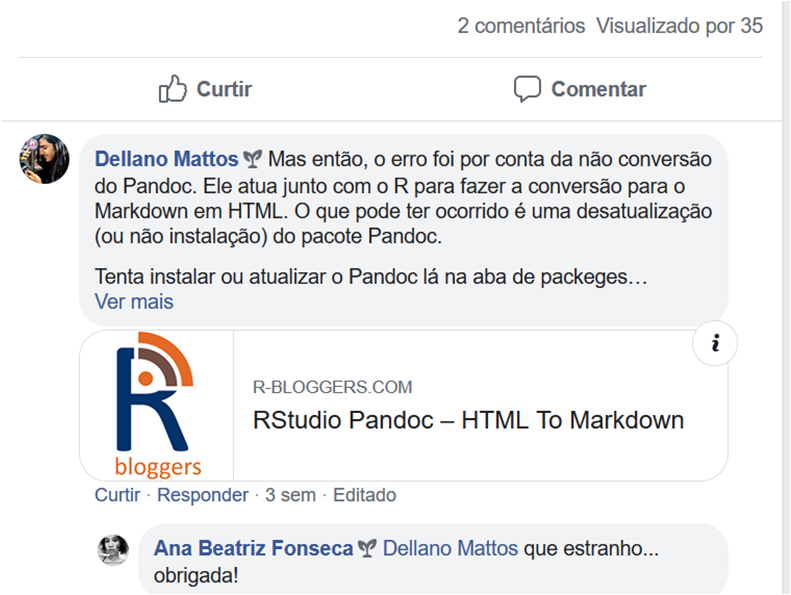 2 comentários Visualizado por 35
Curtir Comentar
Dellano Mattos Mas então, o erro foi por conta da não conversão
do Pandoc. Ele atua junto com o R para fazer a conversão para o
Markdown em HTML. O que pode ter ocorrido é uma desatualização
(ou não instalação) do pacote Pandoc.
Tenta instalar ou atualizar o Pandoc lá na aba de packeges…
Ver mais
R
bloggers
i
R-BLOGGERS.COM
RStudio Pandoc – HTML To Markdown
Curtir · Responder · 3 sem · Editado
Ana Beatriz Fonseca Dellano Mattos que estranho...
obrigada!